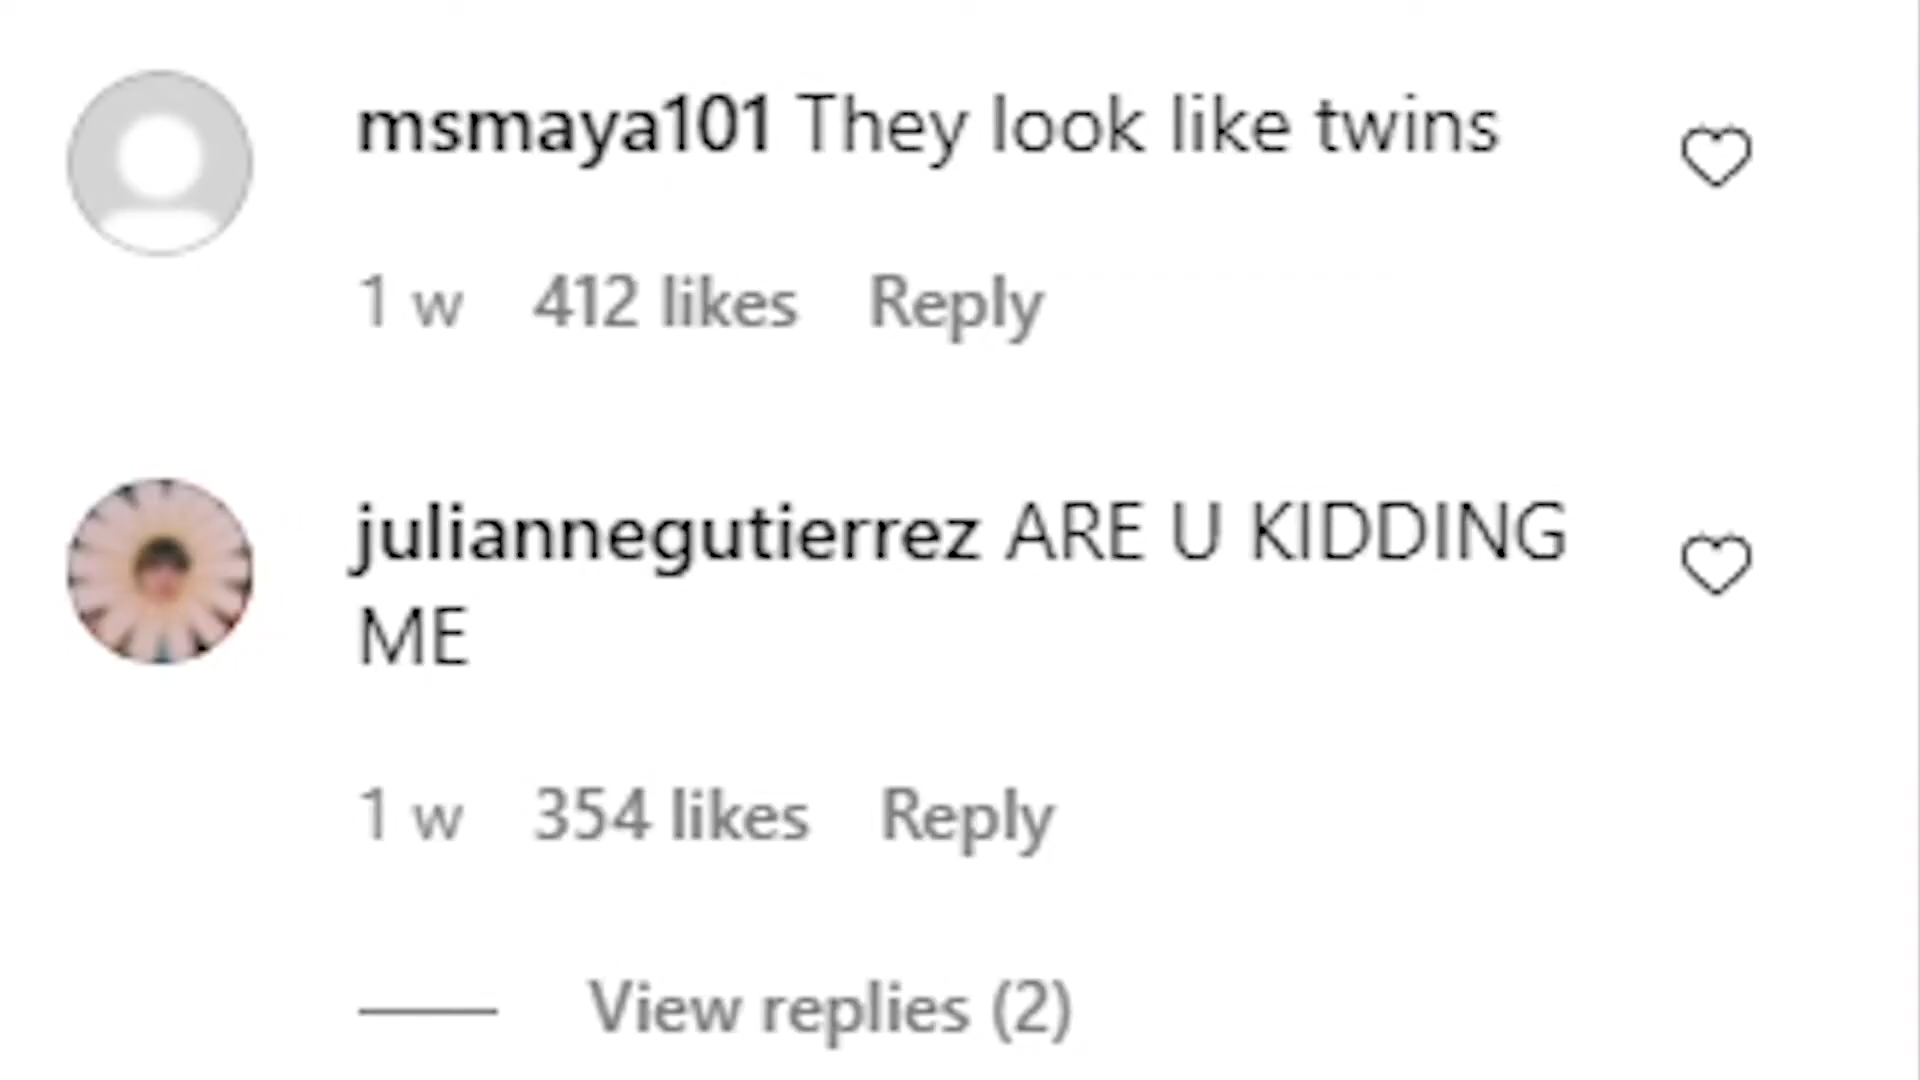 msmaya101 They look like twins
1 w 412 likes Reply
juliannegutierrez ARE U KIDDING
ME
1 w 354 likes Reply
View replies (2)